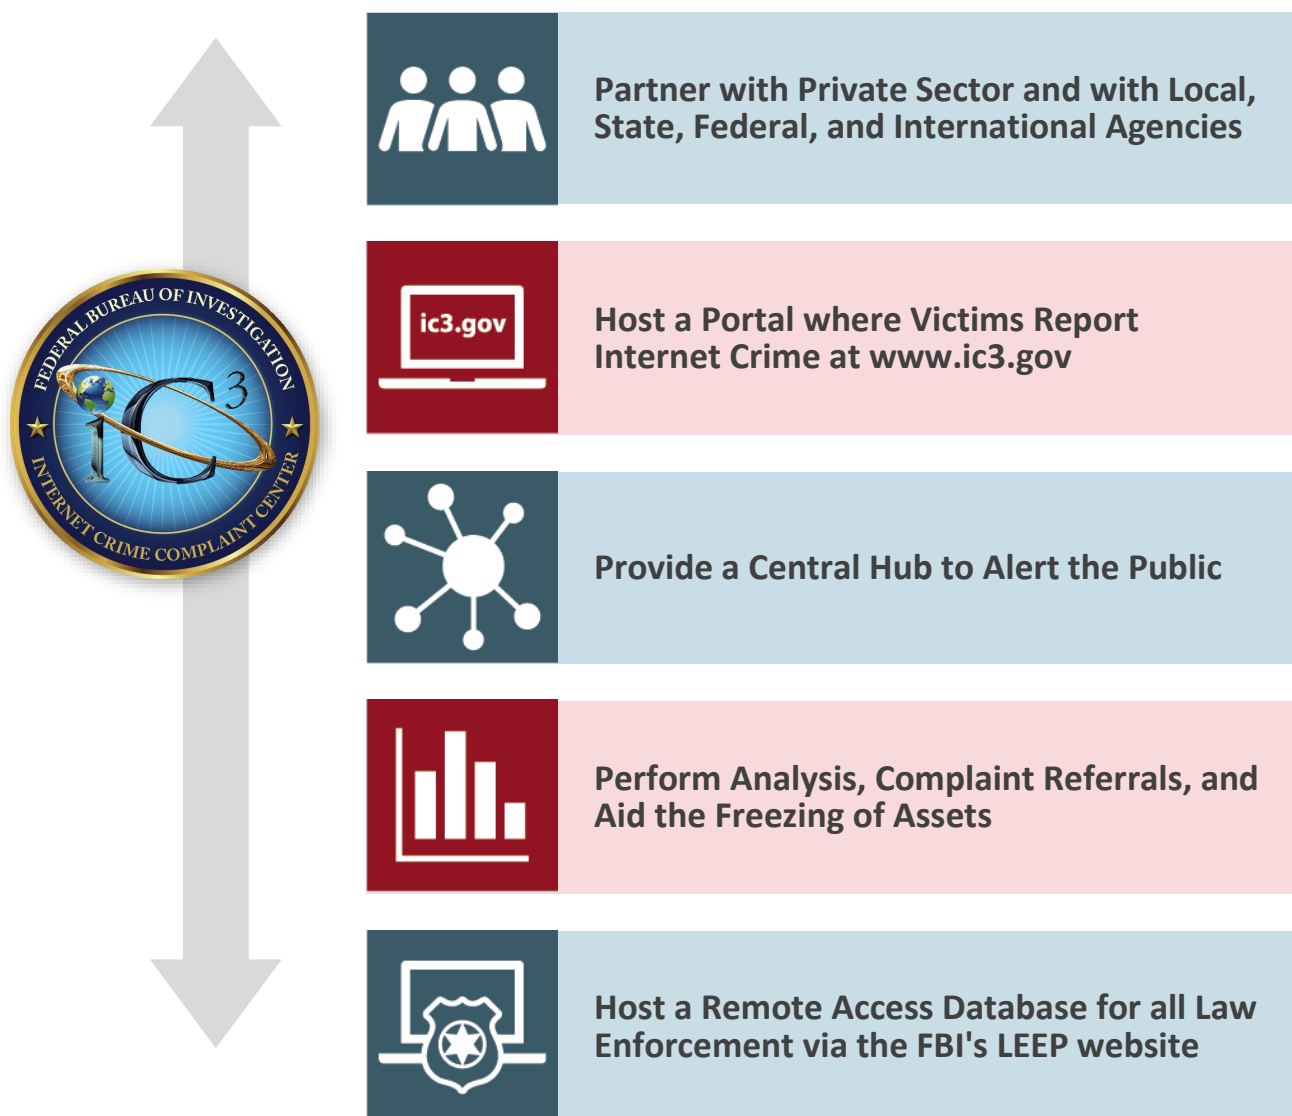 Partner with Private Sector and with Local,
State, Federal, and International Agencies
ic3.gov
Host a Portal where Victims Report
Internet Crime at www.ic3.gov
FEDERAL BUREAU OF INVESTIGATION
iC3
INTERNET CRIME COMPLAINT CENTER
Provide a Central Hub to Alert the Public
Perform Analysis, Complaint Referrals, and
Aid the Freezing of Assets
Host a Remote Access Database for all Law
Enforcement via the FBI's LEEP website